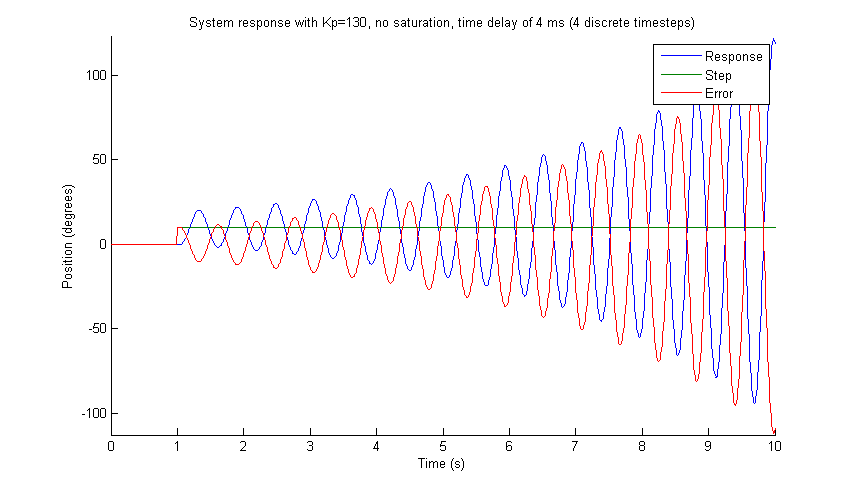 System response with Kp=130, no saturation, time delay of 4 ms (4 discrete timesteps)
Response
Step
Error
Position (degrees)
100
50
0
-50
-100
0 1 2 3 4 5 6 7 8 9 10
Time (s)